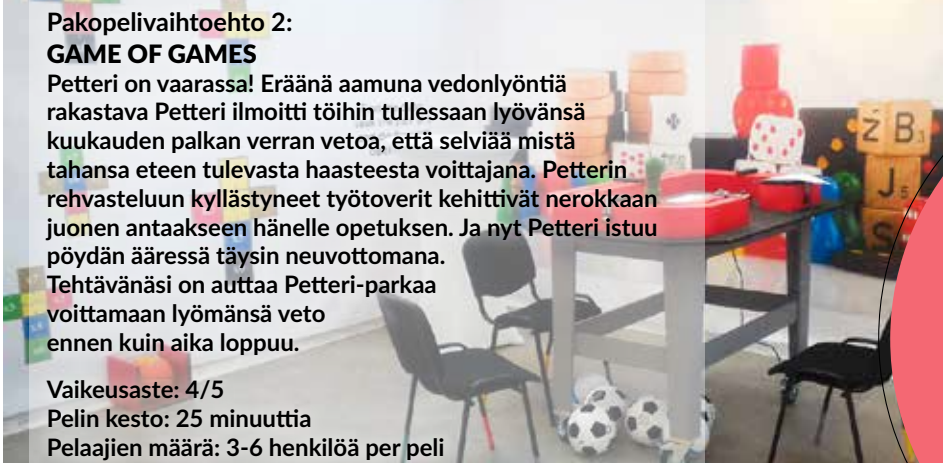 Pakopelivaihtoehto 2:
GAME OF GAMES
Petteri on vaarassa! Eräänä aamuna vedonlyöntiä
rakastava Petteri ilmoitti töihin tullessaan lyövänsä
kuukauden palkan verran vetoa, että selviää mistä
tahansa eteen tulevasta haasteesta voittajana. Petterin
rehvasteluun kyllästyneet työtoverit kehittivät nerokkaan
juonen antaakseen hänelle opetuksen. Ja nyt Petteri istuu
pöydän ääressä täysin neuvottomana.
Tehtävänäsi on auttaa Petteri-parkaa
voittamaan lyömänsä veto
ennen kuin aika loppuu.
Vaikeusaste: 4/5
Pelin kesto: 25 minuuttia
Pelaajien määrä: 3-6 henkilöä per peli
Z B3
J5
S